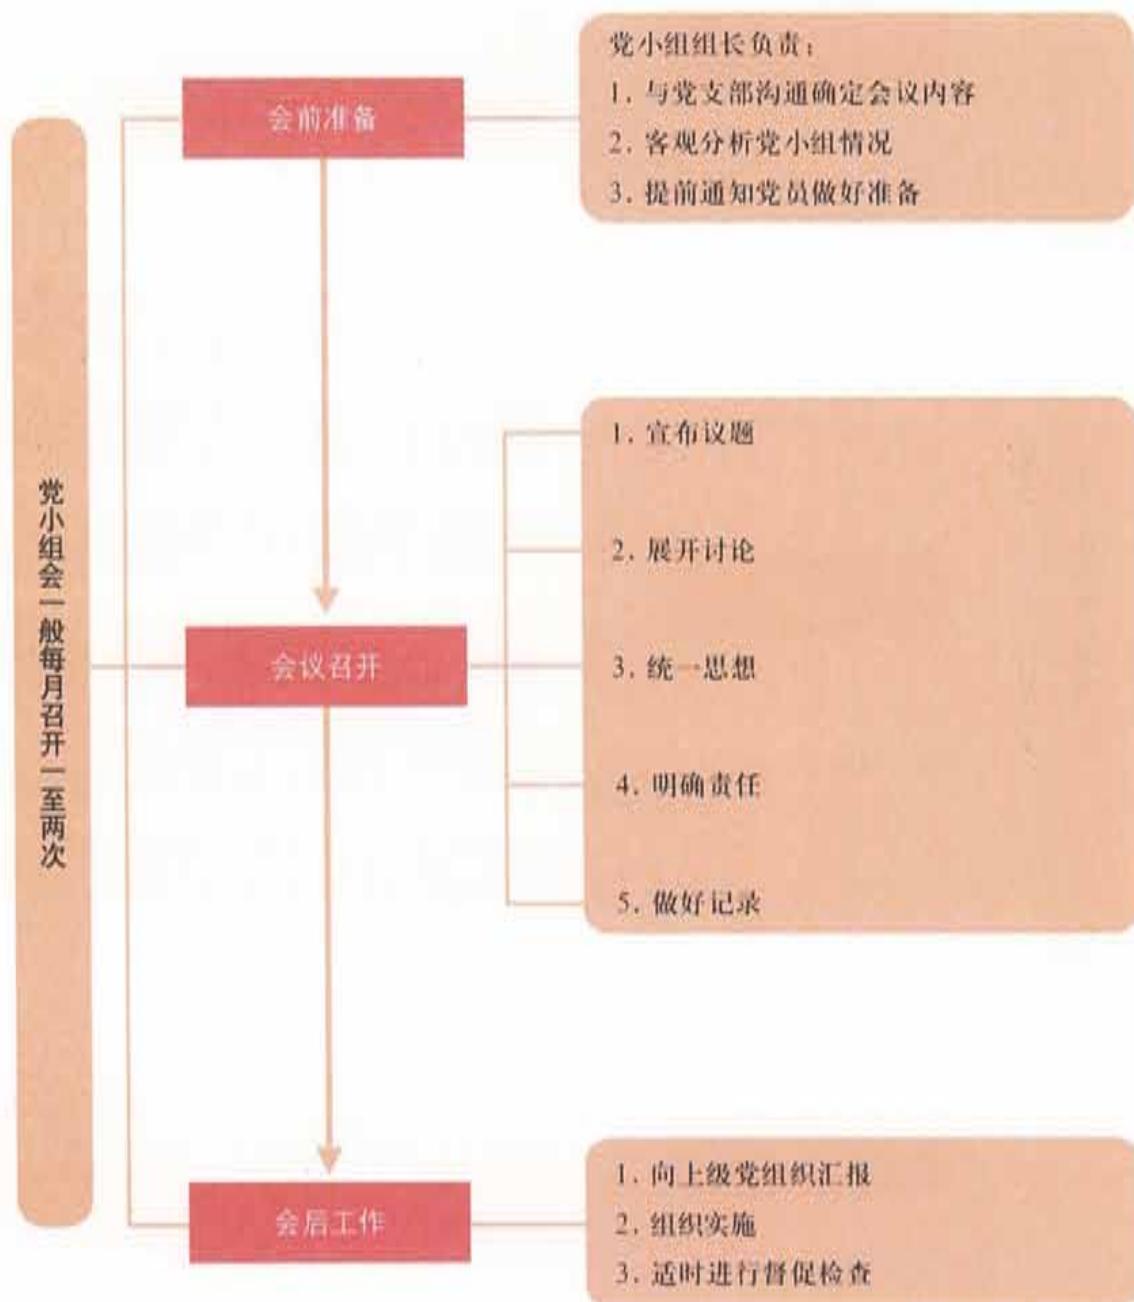 党小组会一般每月召开一至两次
会前准备
党小组组长负责：
1. 与党支部沟通确定会议内容
2. 客观分析党小组情况
3. 提前通知党员做好准备
会议召开
1. 宣布议题
2. 展开讨论
3. 统一思想
4. 明确责任
5. 做好记录
会后工作
1. 向上级党组织汇报
2. 组织实施
3. 适时进行督促检查